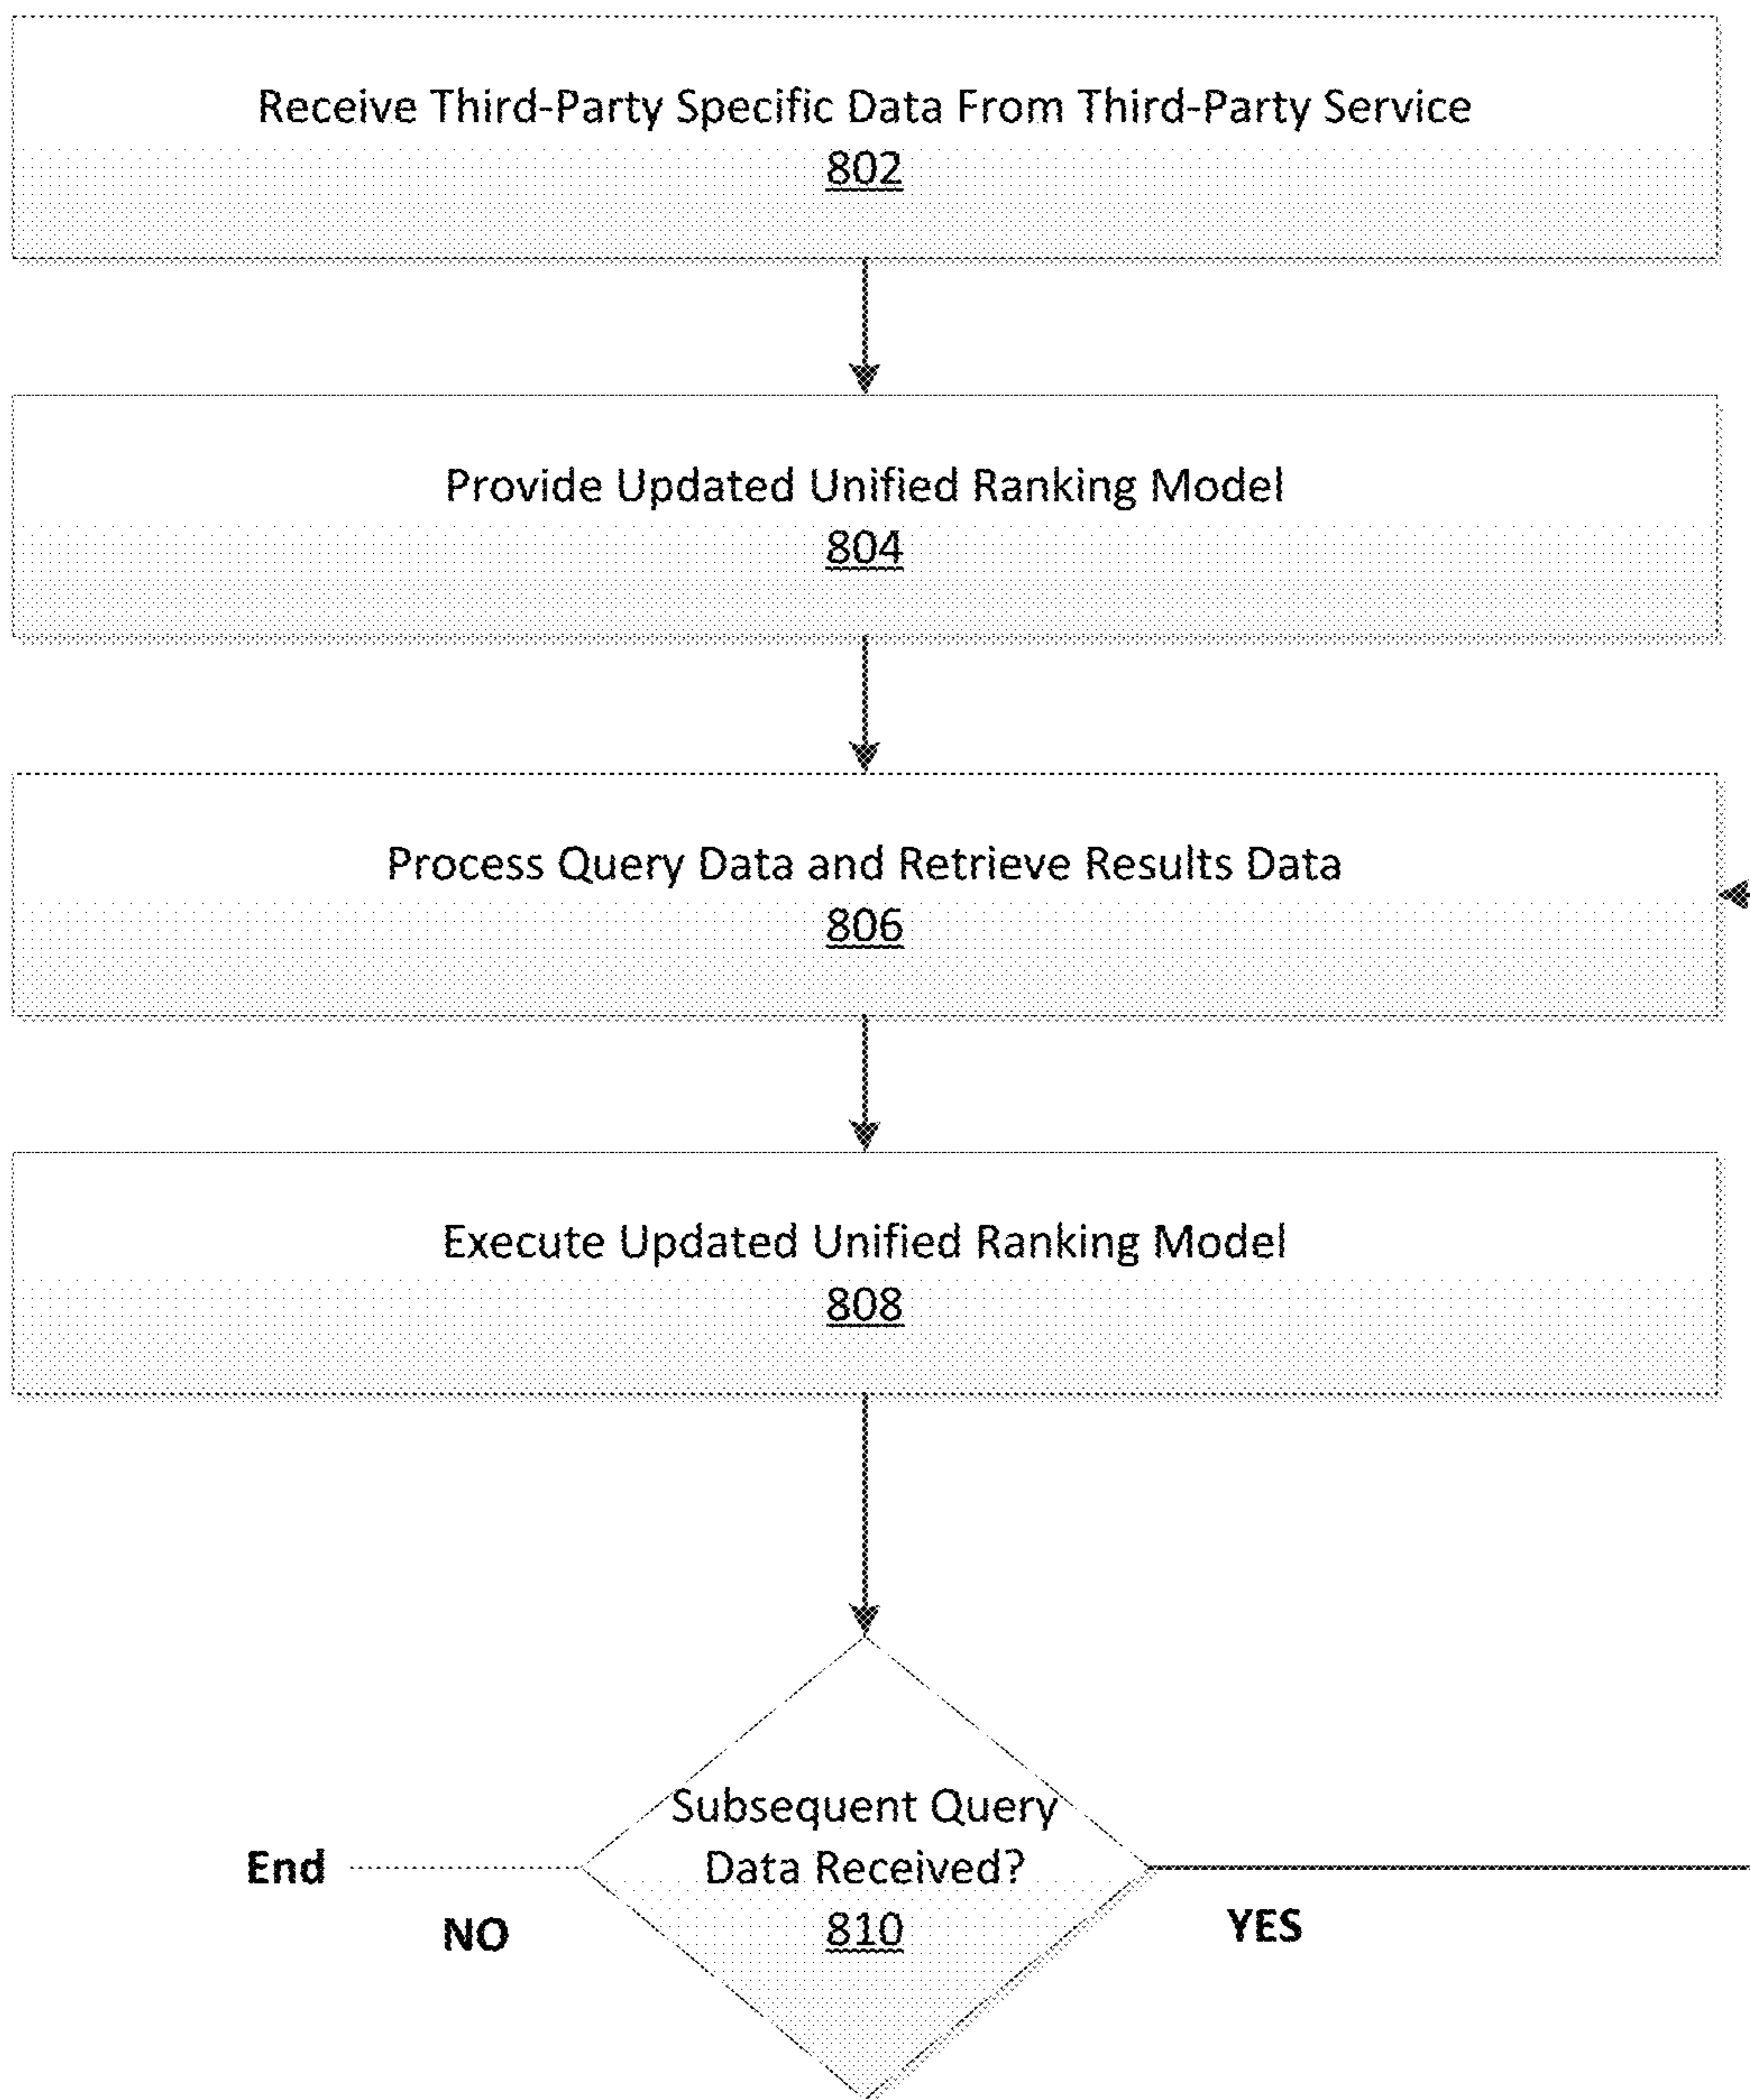 Receive Third-Party Specific Data From Third-Party Service
802
Provide Updated Unified Ranking Model
804
Process Query Data and Retrieve Results Data
806
Execute Updated Unified Ranking Model
808
Subsequent Query
Data Received?
810
End
NO
YES